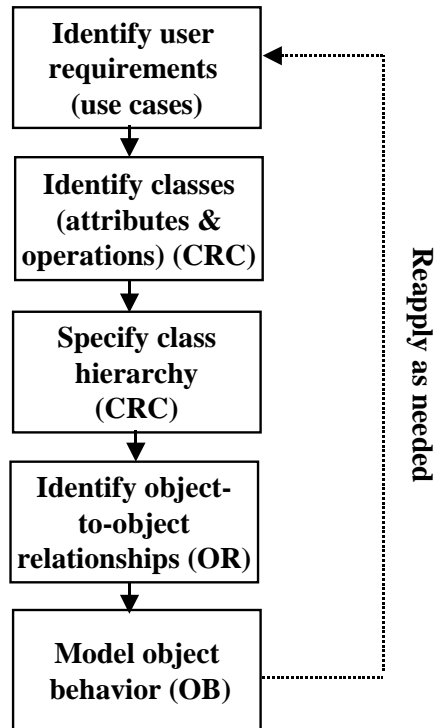 Identify user
requirements
(use cases)
Identify classes
(attributes &
operations) (CRC)
Specify class
hierarchy
(CRC)
Identify object-
to-object
relationships (OR)
Model object
behavior (OB)
Reapply as needed